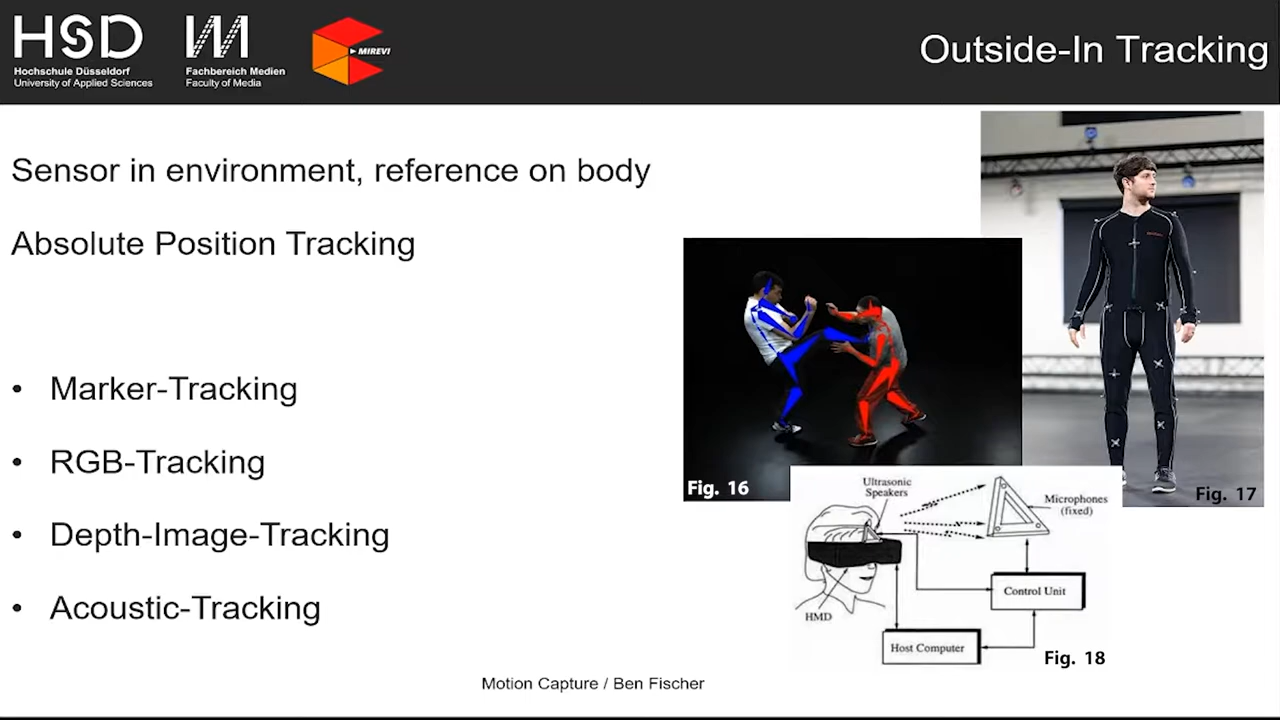 HSD
Hochschule Düsseldorf
University of Applied Sciences
Fachbereich Medien
Faculty of Media
MIREVI
Outside-In Tracking
Sensor in environment, reference on body
Absolute Position Tracking
• Marker-Tracking
• RGB-Tracking
• Depth-Image-Tracking
• Acoustic-Tracking
Fig. 16
Fig. 17
Ultrasonic
Speakers
Microphones
(fixed)
Control Unit
HMD
Host Computer
Fig. 18
Motion Capture / Ben Fischer